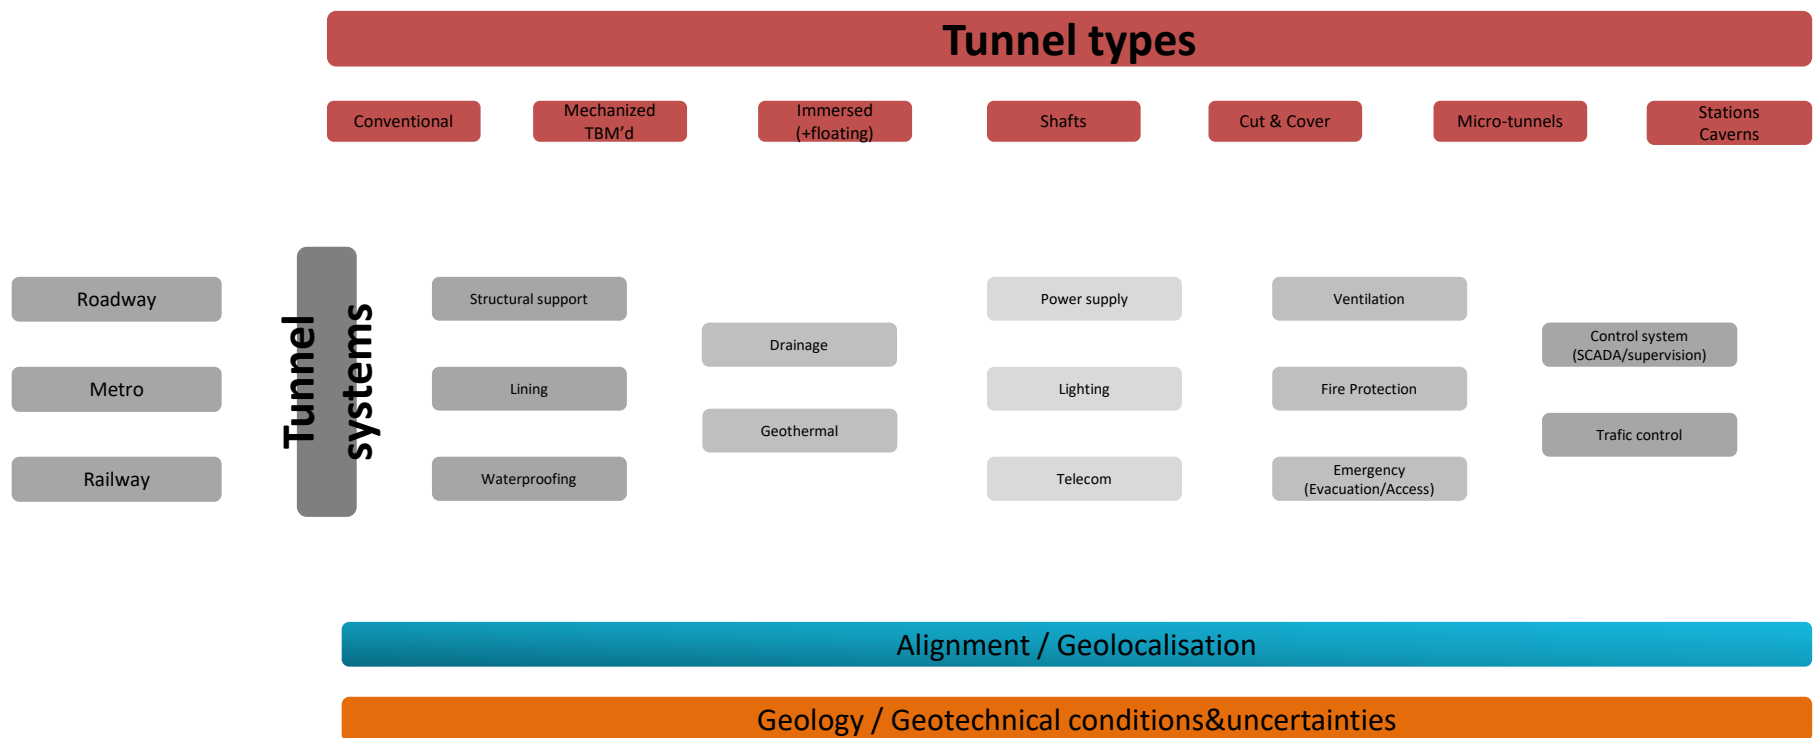 Tunnel types
Conventional
Mechanized
TBM’d
Immersed
(+floating)
Shafts
Cut & Cover
Micro-tunnels
Stations
Caverns
Roadway
Metro
Railway
Tunnel
systems
Structural support
Lining
Waterproofing
Drainage
Geothermal
Power supply
Lighting
Telecom
Ventilation
Fire Protection
Emergency
(Evacuation/Access)
Control system
(SCADA/supervision)
Trafic control
Alignment / Geolocalisation
Geology / Geotechnical conditions&uncertainties